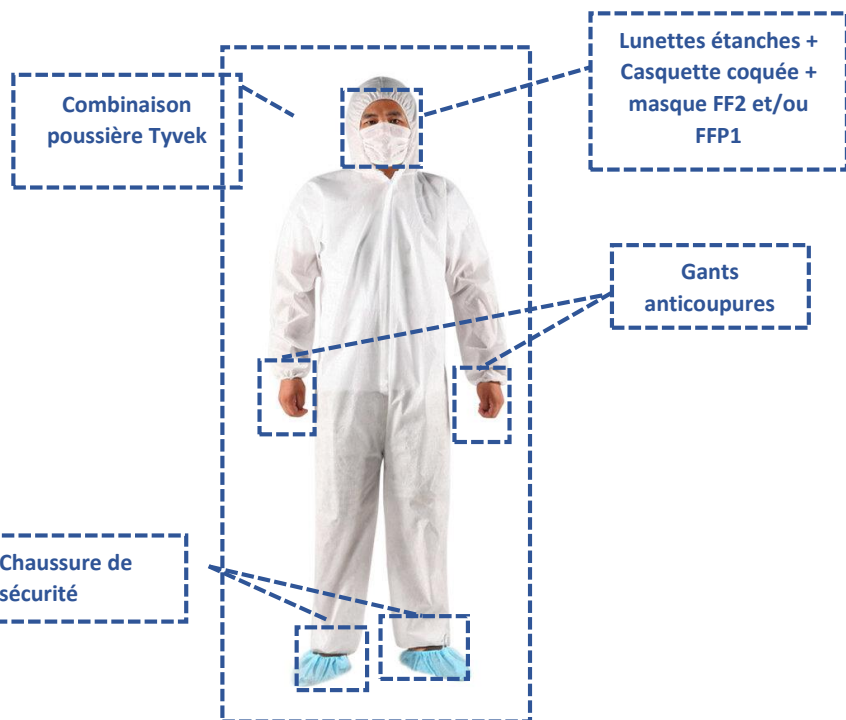 Combinaison
poussière Tyvek
Lunettes étanches +
Casquette coquée +
masque FF2 et/ou
FFP1
Gants
anticoupures
Chaussure de
sécurité